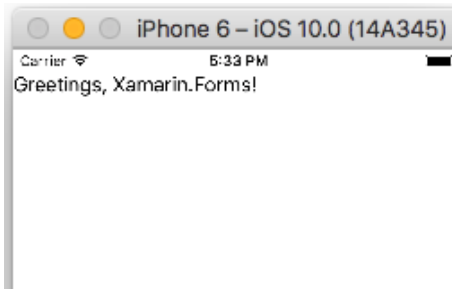 iPhone 6 – iOS 10.0 (14A345)
Carrier 5:33 PM
Greetings, Xamarin.Forms!